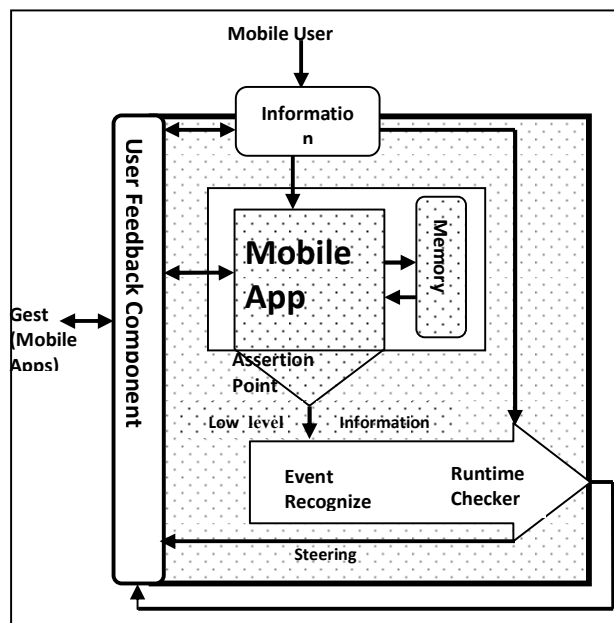 Mobile User
Informatio
n
User Feedback Component
Mobile
App
Memory
Gest
(Mobile
Apps)
Assertion
Point
Low level Information
Event
Recognize
Runtime
Checker
Steering